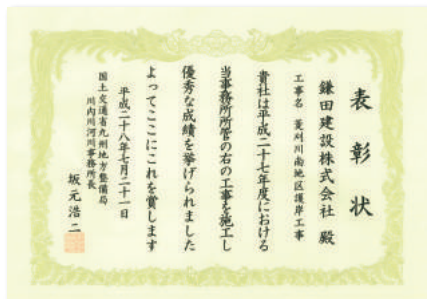 表彰状
鎌田建設株式会社 殿
工事名 菱刈川南地区護岸工事
貴社は平成二十七年度における
当事務所所管の右の工事を施工し
優秀な成績を挙げられました
よってここにこれを賞します
平成二十八年七月二十一日
国土交通省九州地方整備局
川内川河川事務所長
坂元浩二